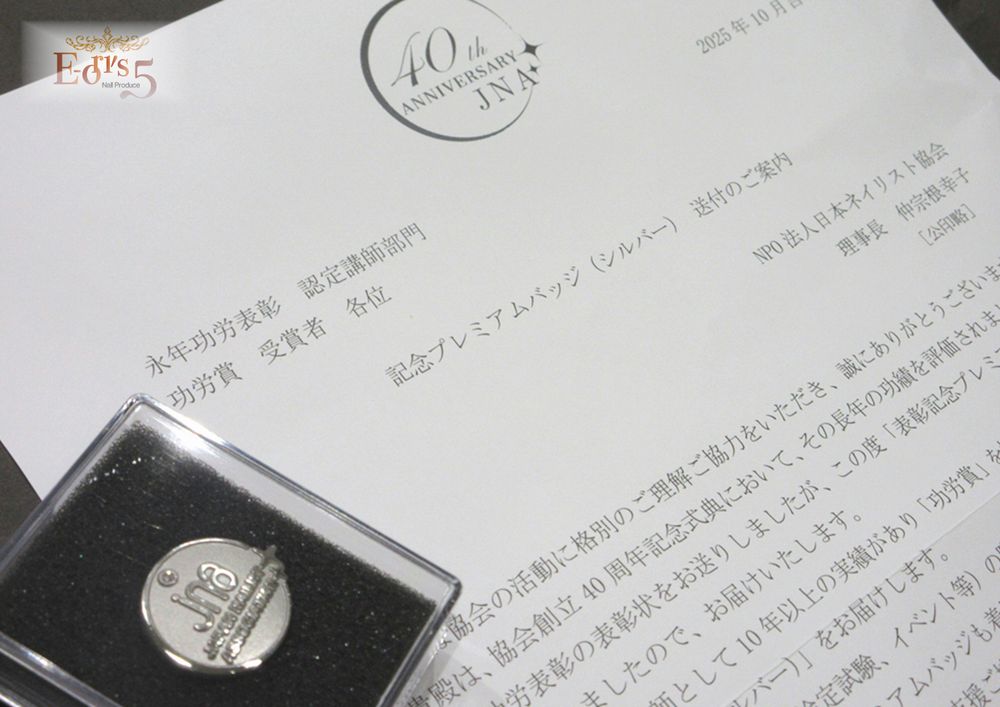 E-oris5
Nail Produce
40th
ANNIVERSARY
JNA
2025年10月吉日
永年功労表彰　認定講師部門
功労賞　受賞者　各位
NPO法人日本ネイリスト協会
理事長　仲宗根幸子
［公印略］
記念プレミアムバッジ（シルバー）　送付のご案内
協会の活動に格別のご理解ご協力をいただき、誠にありがとうございます
貴殿は、協会創立40周年記念式典において、その長年の功績を評価されまし
功労表彰の表彰状をお送りしましたが、この度「表彰記念プレミ
ましたので、お届けいたします。
師として10年以上の実績があり「功労賞」を
ルバー)」をお届けします。
定試験、イベント等）の
アムバッジも
支援ご
jna